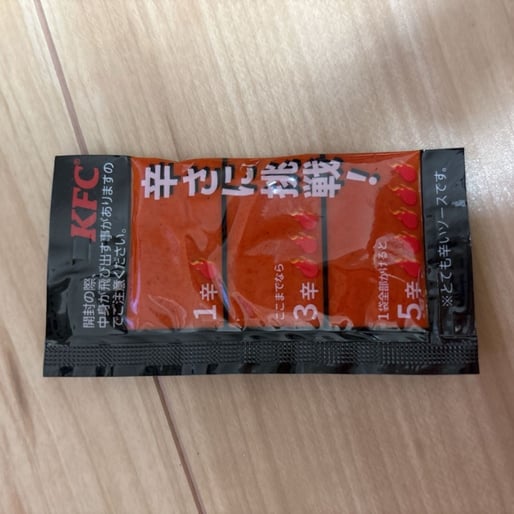 KFC®
開封の際、
中身が飛び出す事がありますの
でご注意ください。
辛さに挑戦!
1辛
ここまでなら
3辛
1袋全部かけると
5辛
※とても辛いソースです。